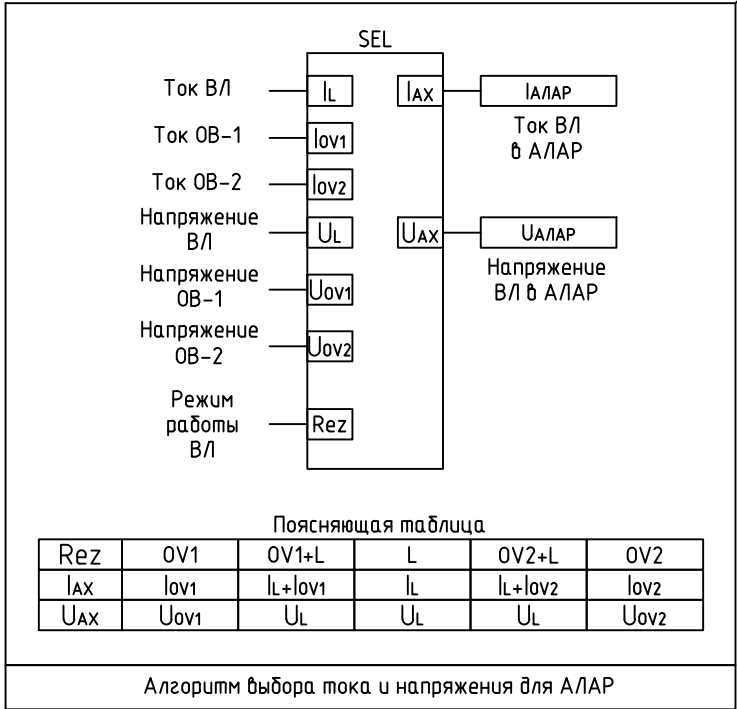 SEL
Ток ВЛ
IL
IAX
IАЛАР
Ток ОВ-1
IOV1
Ток ВЛ
в АЛАР
Ток ОВ-2
IOV2
Напряжение
ВЛ
UL
UAX
UАЛАР
Напряжение
ВЛ в АЛАР
Напряжение
ОВ-1
UOV1
Напряжение
ОВ-2
UOV2
Режим
работы
ВЛ
Rez
Поясняющая таблица
Rez OV1 OV1+L L OV2+L OV2
IAX IOV1 IL+IOV1 IL IL+IOV2 IOV2
UAX UOV1 UL UL UL UOV2
Алгоритм выбора тока и напряжения для АЛАР